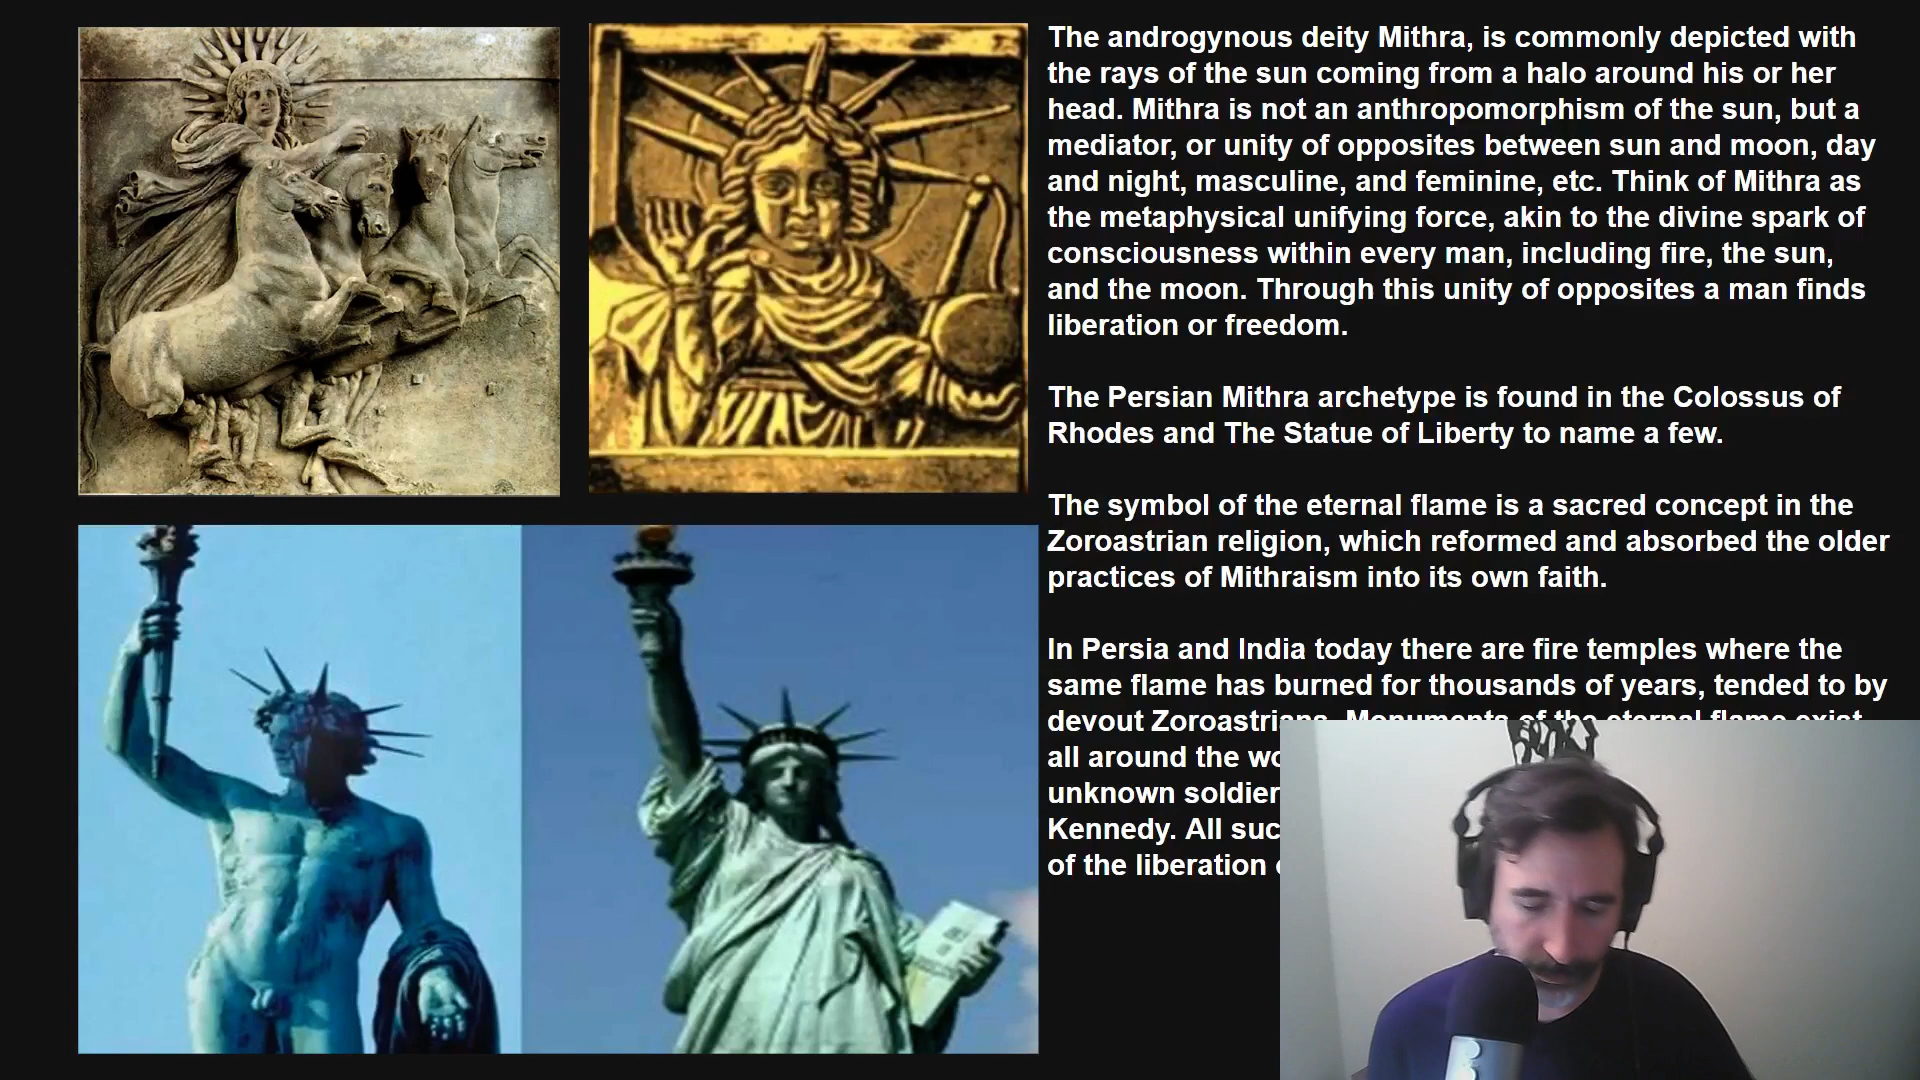 The androgynous deity Mithra, is commonly depicted with
the rays of the sun coming from a halo around his or her
head. Mithra is not an anthropomorphism of the sun, but a
mediator, or unity of opposites between sun and moon, day
and night, masculine, and feminine, etc. Think of Mithra as
the metaphysical unifying force, akin to the divine spark of
consciousness within every man, including fire, the sun,
and the moon. Through this unity of opposites a man finds
liberation or freedom.
The Persian Mithra archetype is found in the Colossus of
Rhodes and The Statue of Liberty to name a few.
The symbol of the eternal flame is a sacred concept in the
Zoroastrian religion, which reformed and absorbed the older
practices of Mithraism into its own faith.
In Persia and India today there are fire temples where the
same flame has burned for thousands of years, tended to by
devout Zoroastrians. Monuments of the eternal flame exist
all around the
unknown soldier
Kennedy. All
of the liberation